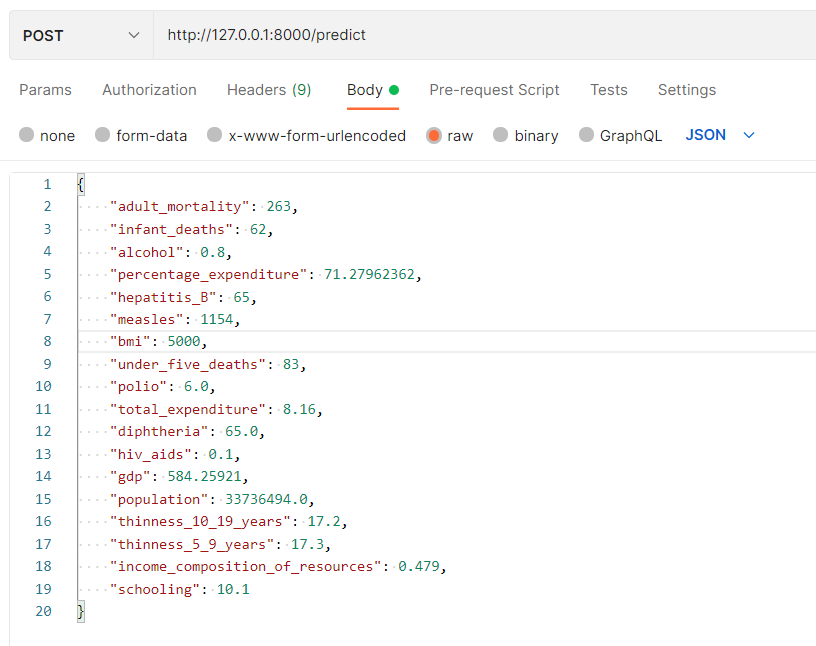 POST http://127.0.0.1:8000/predict
Params Authorization Headers (9) Body Pre-request Script Tests Settings
none form-data x-www-form-urlencoded raw binary GraphQL JSON
1 {
2 "adult_mortality": 263,
3 "infant_deaths": 62,
4 "alcohol": 0.8,
5 "percentage_expenditure": 71.27962362,
6 "hepatitis_B": 65,
7 "measles": 1154,
8 "bmi": 5000,
9 "under_five_deaths": 83,
10 "polio": 6.0,
11 "total_expenditure": 8.16,
12 "diphtheria": 65.0,
13 "hiv_aids": 0.1,
14 "gdp": 584.25921,
15 "population": 33736494.0,
16 "thinness_10_19_years": 17.2,
17 "thinness_5_9_years": 17.3,
18 "income_composition_of_resources": 0.479,
19 "schooling": 10.1
20 }